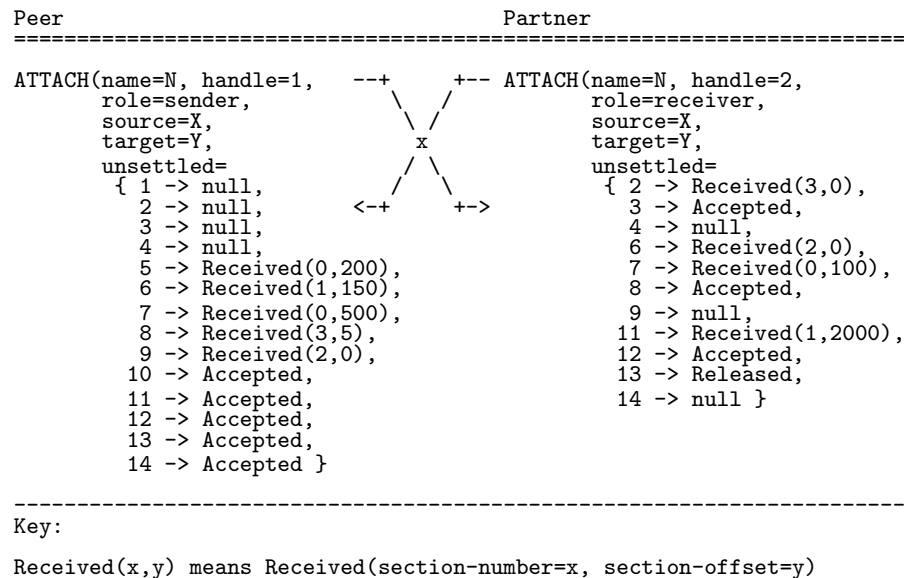 Peer                                   Partner
=======================================================================
ATTACH(name=N, handle=1,   --+     +-- ATTACH(name=N, handle=2,
       role=sender,           \   /           role=receiver,
       source=X,               \ /            source=X,
       target=Y,                x             target=Y,
       unsettled=              / \            unsettled=
        { 1 -> null,          /   \            { 2 -> Received(3,0),
          2 -> null,       <-+     +->           3 -> Accepted,
          3 -> null,                             4 -> null,
          4 -> null,                             6 -> Received(2,0),
          5 -> Received(0,200),                  7 -> Received(0,100),
          6 -> Received(1,150),                  8 -> Accepted,
          7 -> Received(0,500),                  9 -> null,
          8 -> Received(3,5),                   11 -> Received(1,2000),
          9 -> Received(2,0),                   12 -> Accepted,
         10 -> Accepted,                        13 -> Released,
         11 -> Accepted,                        14 -> null }
         12 -> Accepted,
         13 -> Accepted,
         14 -> Accepted }
-----------------------------------------------------------------------
Key:
Received(x,y) means Received(section-number=x, section-offset=y)